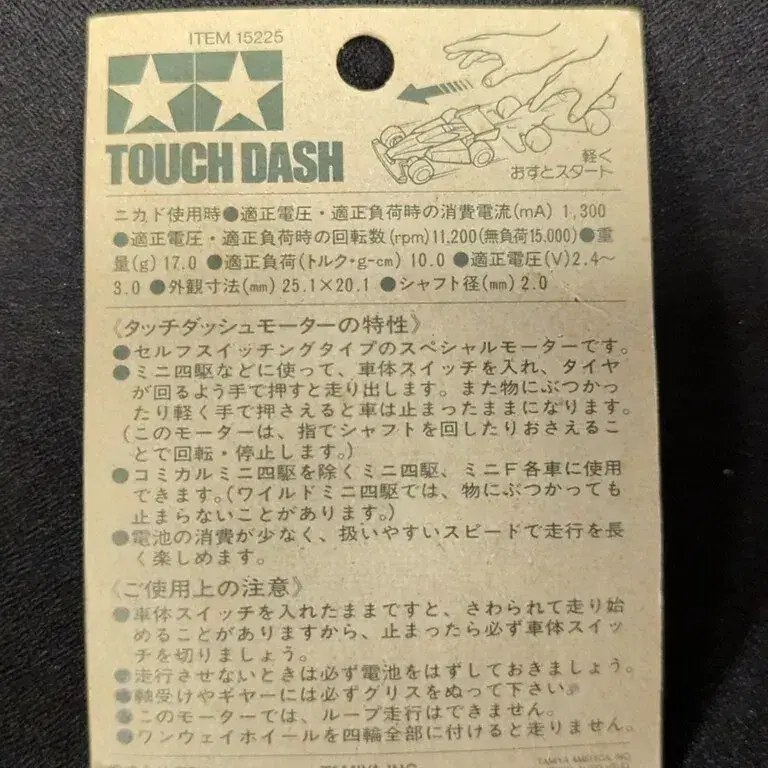 ITEM 15225
TOUCH DASH
軽く
おすとスタート
ニカド使用時●適正電圧・適正負荷時の消費電流(mA) 1,300
●適正電圧・適正負荷時の回転数(rpm)11,200(無負荷15,000)●重
量(g) 17.0 ●適正負荷(トルク・g-cm) 10.0 ●適正電圧(V) 2.4～
3.0 ●外観寸法(mm) 25.1×20.1 ●シャフト径(mm) 2.0
《タッチダッシュモーターの特性》
●セルフスイッチングタイプのスペシャルモーターです。
●ミニ四駆などに使って、車体スイッチを入れ、タイヤ
が回るよう手で押すと走り出します。また物にぶつかっ
たり軽く手で押さえると車は止まったままになります。
(このモーターは、指でシャフトを回したりおさえるこ
とで回転・停止します。)
●コミカルミニ四駆を除くミニ四駆、ミニF各車に使用
できます。(ワイルドミニ四駆では、物にぶつかっても
止まらないことがあります。)
●電池の消費が少なく、扱いやすいスピードで走行を長
く楽しめます。
《ご使用上の注意》
●車体スイッチを入れたままですと、さわられて走り始
めることがありますから、止まったら必ず車体スイッ
チを切りましょう。
●走行させないときは必ず電池をはずしておきましょう。
●軸受けやギヤーには必ずグリスをぬって下さい。
●このモーターでは、ループ走行はできません。
●ワンウェイホイールを四輪全部に付けると走りません。
TAMIYA INC.
TAMIYA AMERICA, INC.